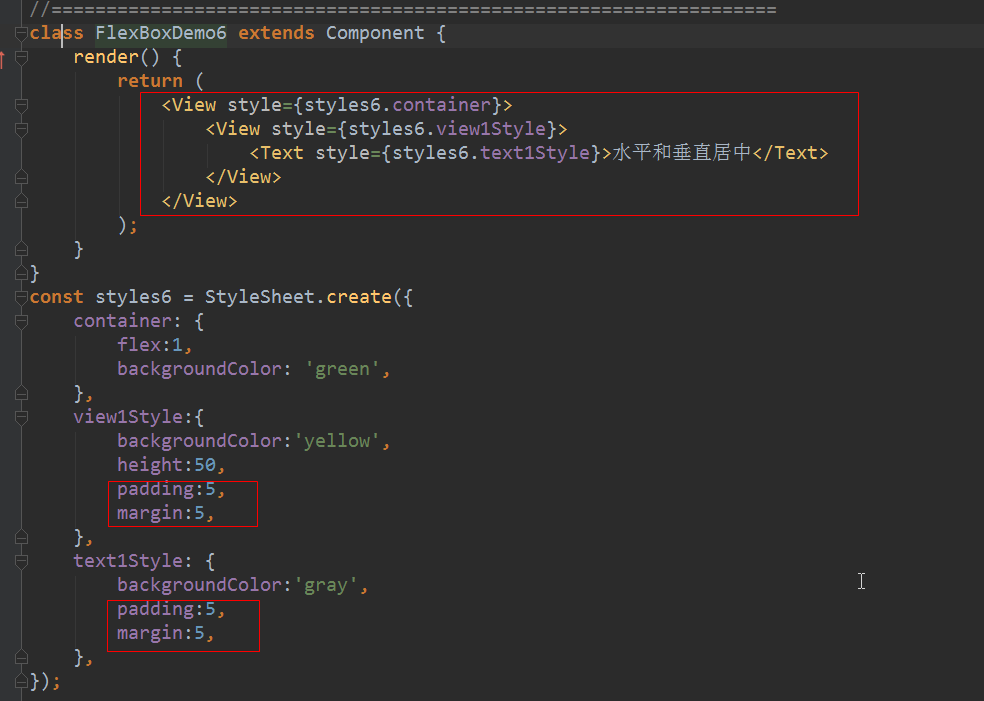 //==================================================================
class FlexBoxDemo6 extends Component {
    render() {
        return (
            <View style={styles6.container}>
                <View style={styles6.view1Style}>
                    <Text style={styles6.text1Style}>水平和垂直居中</Text>
                </View>
            </View>
        );
    }
}
const styles6 = StyleSheet.create({
    container: {
        flex:1,
        backgroundColor: 'green',
    },
    view1Style:{
        backgroundColor:'yellow',
        height:50,
        padding:5,
        margin:5,
    },
    text1Style: {
        backgroundColor:'gray',
        padding:5,
        margin:5,
    },
});